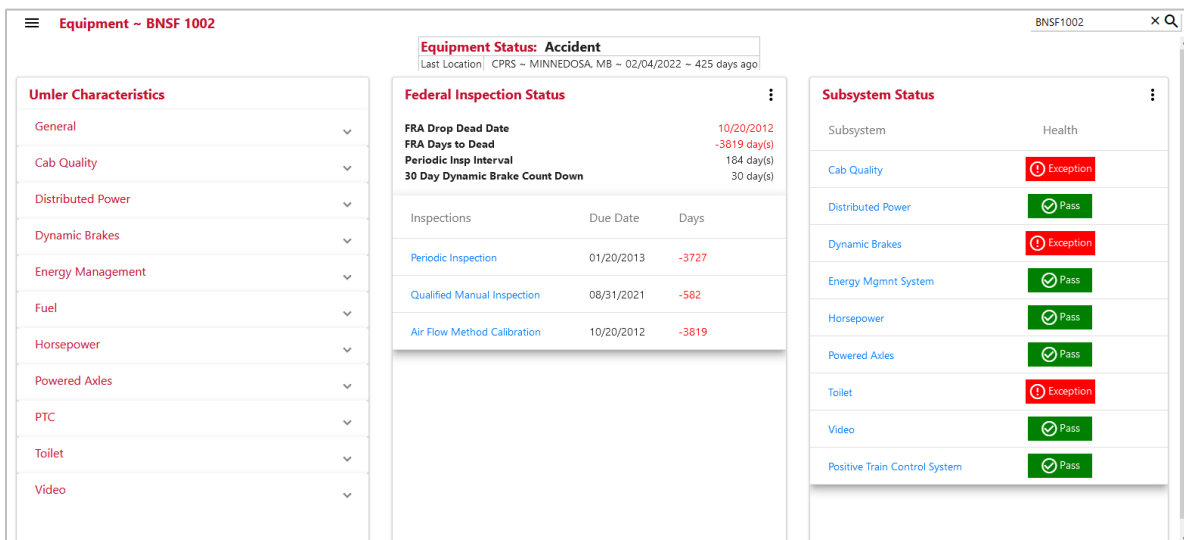 Equipment ~ BNSF 1002
BNSF1002
Equipment Status: Accident
Last Location CPRS ~ MINNEDOSA, MB ~ 02/04/2022 ~ 425 days ago
Umler Characteristics
General
Cab Quality
Distributed Power
Dynamic Brakes
Energy Management
Fuel
Horsepower
Powered Axles
PTC
Toilet
Video
Federal Inspection Status
FRA Drop Dead Date 10/20/2012
FRA Days to Dead -3819 day(s)
Periodic Insp Interval 184 day(s)
30 Day Dynamic Brake Count Down 30 day(s)
Inspections Due Date Days
Periodic Inspection 01/20/2013 -3727
Qualified Manual Inspection 08/31/2021 -582
Air Flow Method Calibration 10/20/2012 -3819
Subsystem Status
Subsystem Health
Cab Quality Exception
Distributed Power Pass
Dynamic Brakes Exception
Energy Mgmnt System Pass
Horsepower Pass
Powered Axles Pass
Toilet Exception
Video Pass
Positive Train Control System Pass